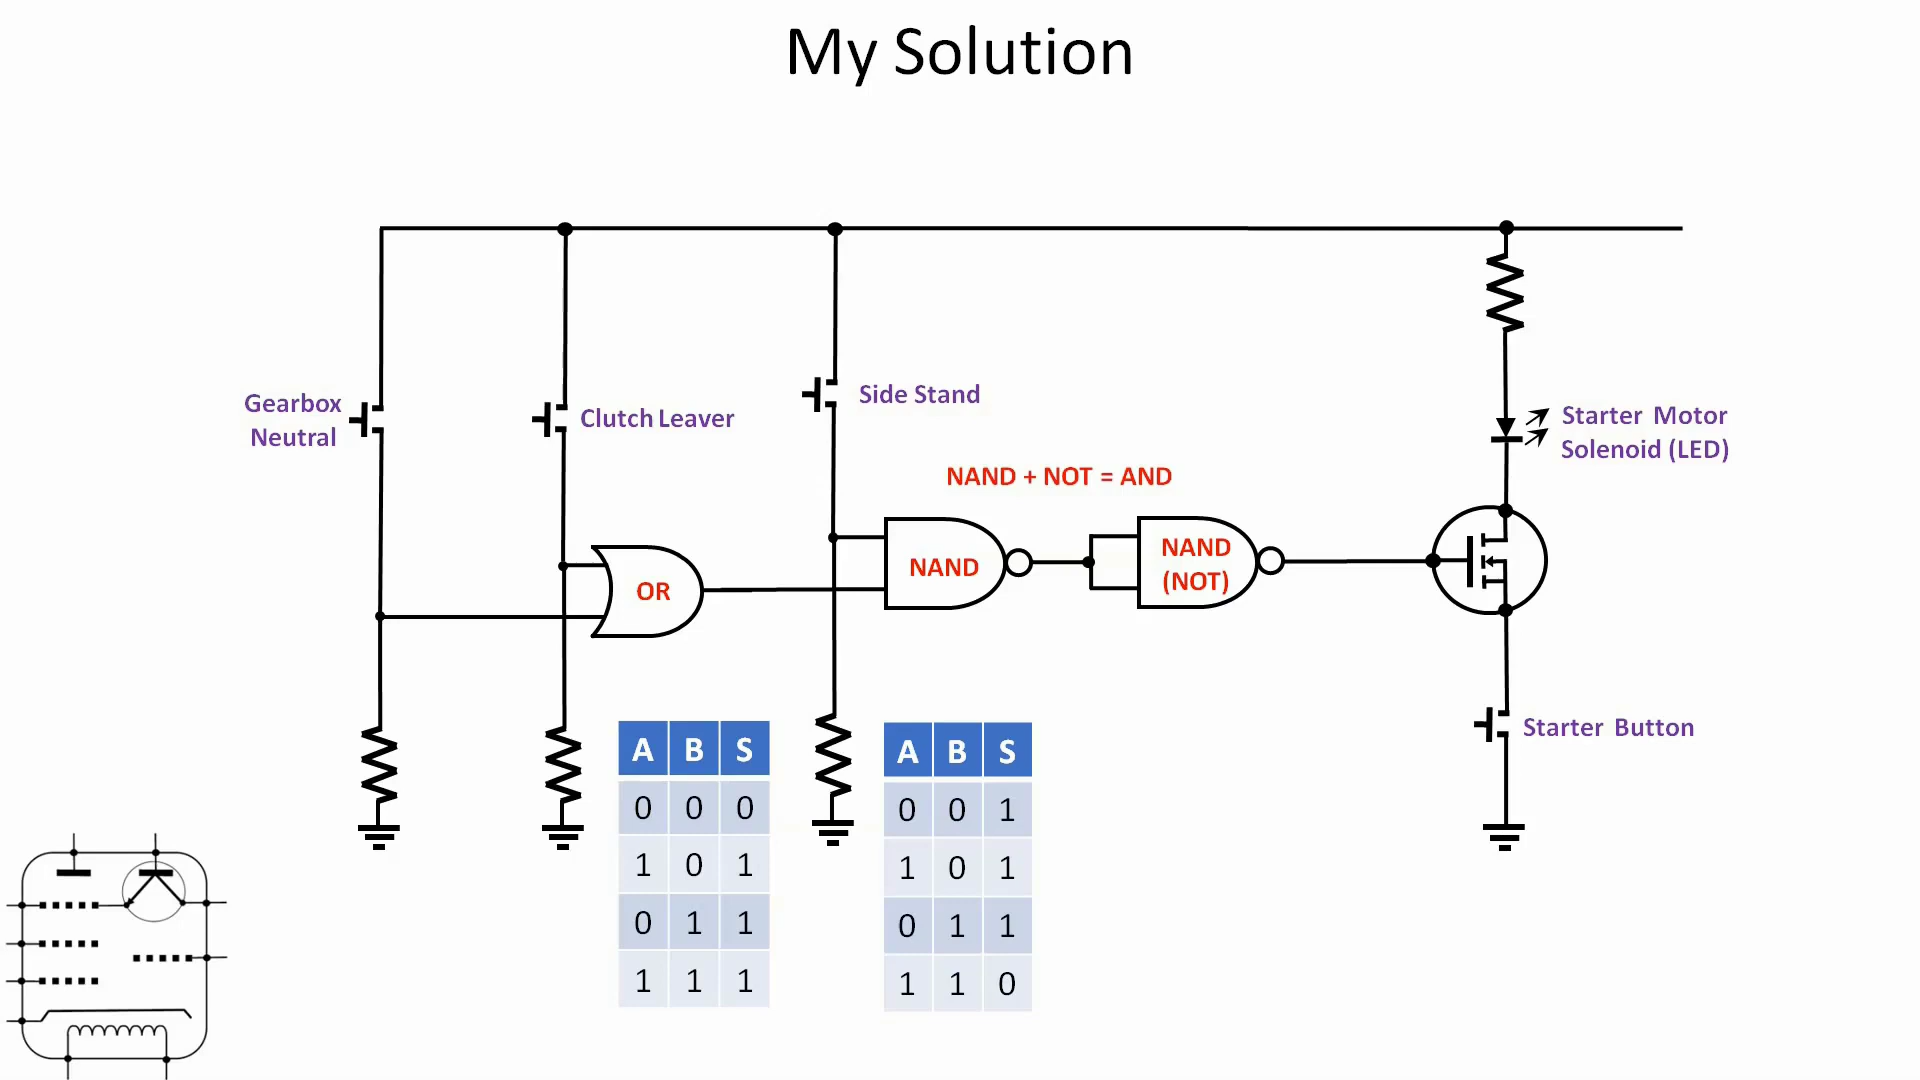 My Solution
Gearbox
Neutral
Clutch Leaver
Side Stand
Starter Motor
Solenoid (LED)
NAND + NOT = AND
OR
NAND
NAND
(NOT)
Starter Button
A B S
0 0 0
1 0 1
0 1 1
1 1 1
A B S
0 0 1
1 0 1
0 1 1
1 1 0